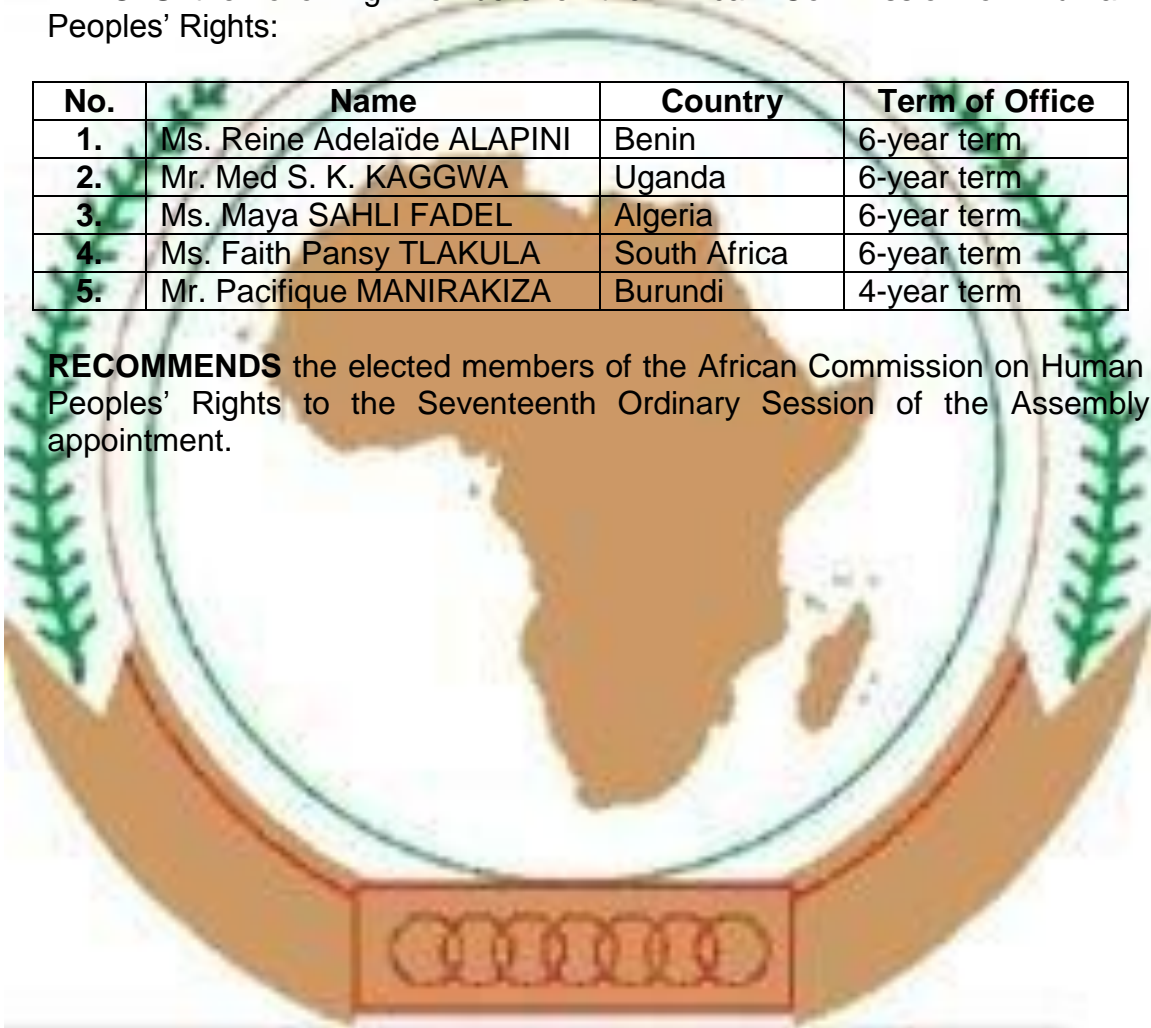 Peoples' Rights:
No. Name Country Term of Office
1. Ms. Reine Adelaïde ALAPINI Benin 6-year term
2. Mr. Med S. K. KAGGWA Uganda 6-year term
3. Ms. Maya SAHLI FADEL Algeria 6-year term
4. Ms. Faith Pansy TLAKULA South Africa 6-year term
5. Mr. Pacifique MANIRAKIZA Burundi 4-year term
RECOMMENDS the elected members of the African Commission on Human
Peoples' Rights to the Seventeenth Ordinary Session of the Assembly
appointment.